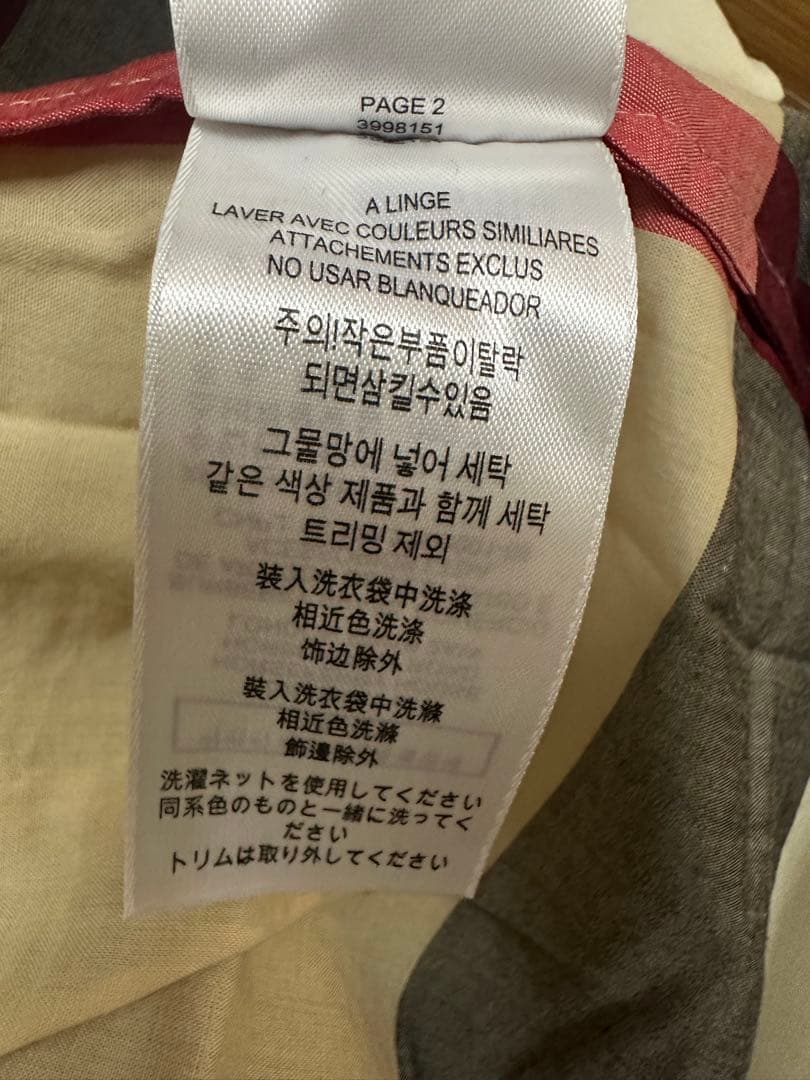 PAGE 2
3998151
A LINGE
LAVER AVEC COULEURS SIMILIARES
ATTACHEMENTS EXCLUS
NO USAR BLANQUEADOR
주의!작은부품이탈락
되면삼킬수있음
그물망에 넣어 세탁
같은 색상 제품과 함께 세탁
트리밍 제외
装入洗衣袋中洗涤
相近色洗涤
饰边除外
裝入洗衣袋中洗滌
相近色洗滌
飾邊除外
洗濯ネットを使用してください
同系色のものと一緒に洗ってく
ださい
トリムは取り外してください